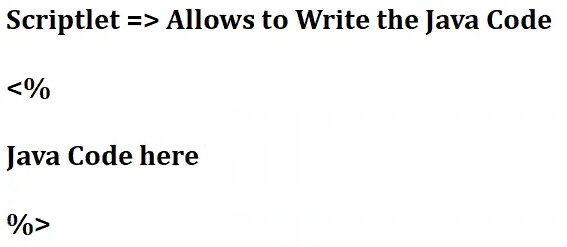 Scriptlet => Allows to Write the Java Code
<%
Java Code here
%>